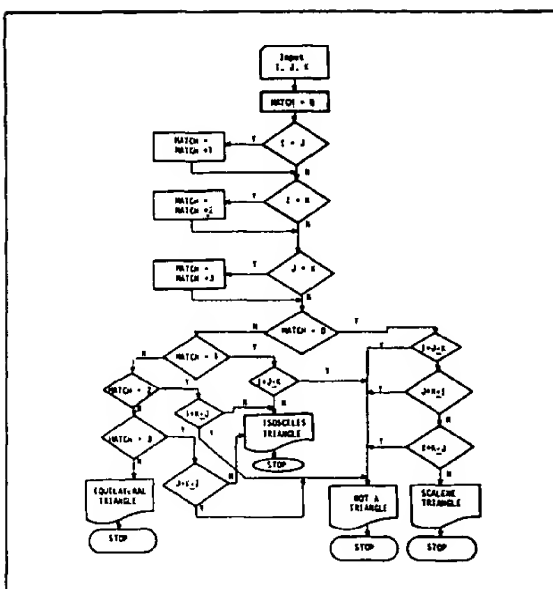 Input
I, J, K
MATCH = 0
I = J
Y
MATCH =
MATCH +1
N
I = K
Y
MATCH =
MATCH +2
N
J = K
Y
MATCH =
MATCH +3
N
MATCH = 0
N
Y
MATCH = 1
N
Y
I+J≤K
Y
N
MATCH = 2
Y
N
I+K≤J
N
Y
I+J≤K
Y
N
J+K≤I
Y
N
I+K≤J
Y
N
MATCH = 3
Y
N
J+K≤I
N
Y
ISOSCELES
TRIANGLE
STOP
EQUILATERAL
TRIANGLE
STOP
NOT A
TRIANGLE
STOP
SCALENE
TRIANGLE
STOP